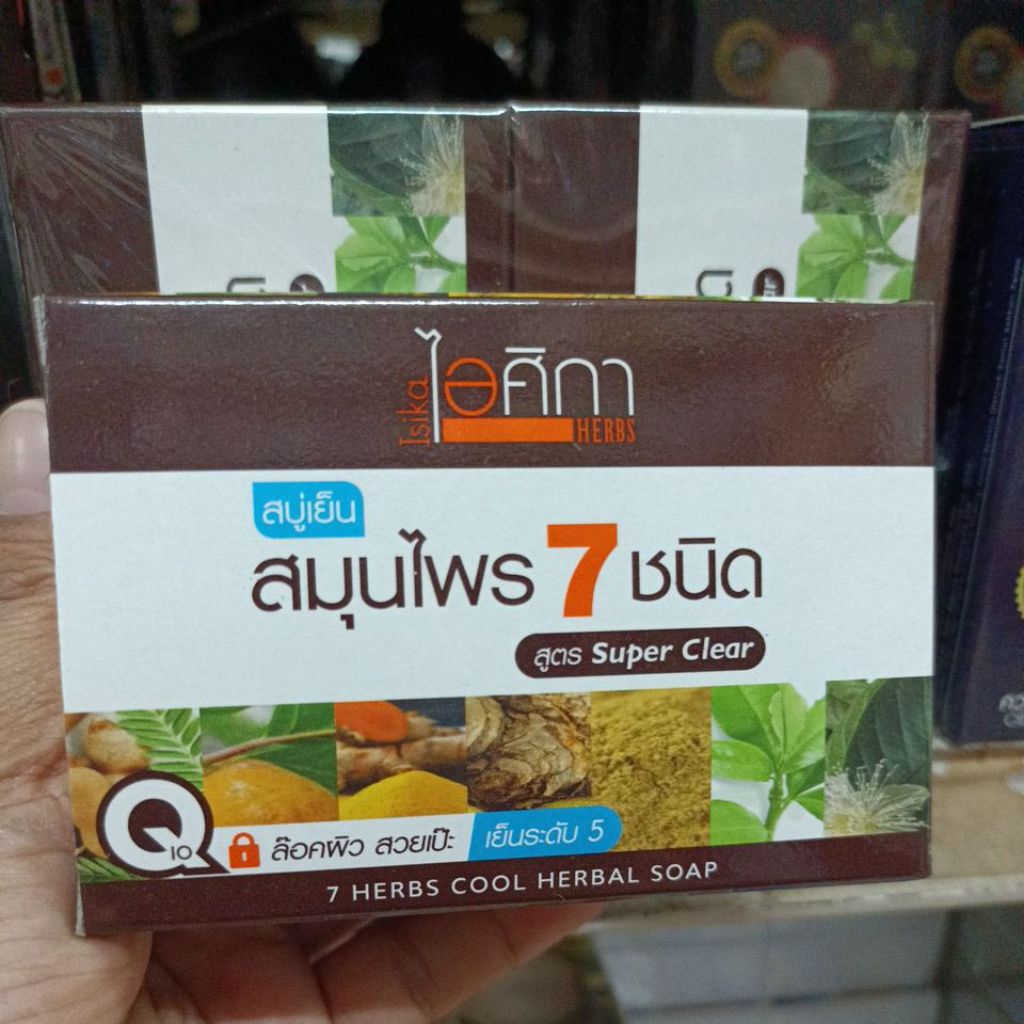 Isika ไอศิกา
HERBS
สบู่เย็น
สมุนไพร 7 ชนิด
สูตร Super Clear
Q10 ล๊อคผิว สวยเป๊ะ เย็นระดับ 5
7 HERBS COOL HERBAL SOAP